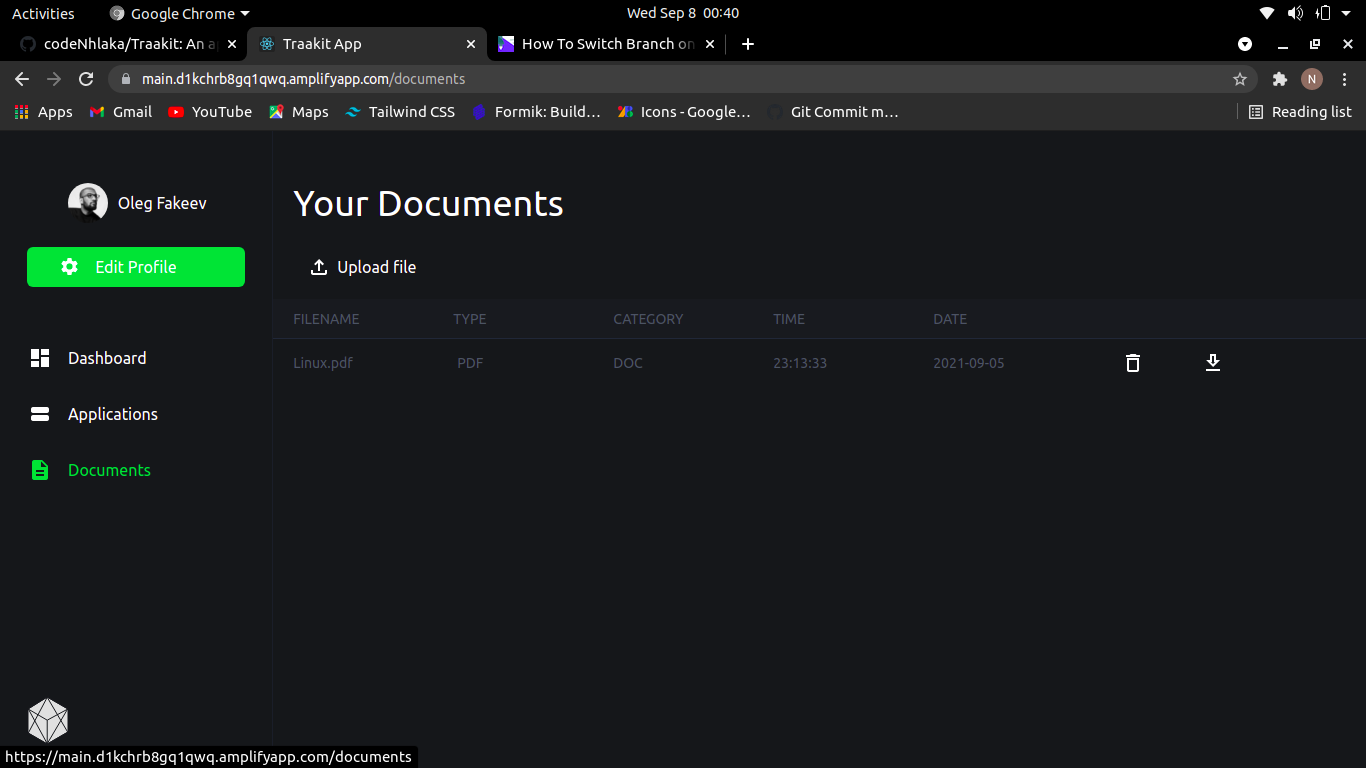 Activities Google Chrome Wed Sep 8 00:40
codeNhlaka/Traakit: An a Traakit App How To Switch Branch on
main.d1kchrb8gq1qwq.amplifyapp.com/documents N
Apps Gmail YouTube Maps Tailwind CSS Formik: Build... Icons - Google... Git Commit m... Reading list
Oleg Fakeev
Edit Profile
Dashboard
Applications
Documents
Your Documents
Upload file
FILENAME TYPE CATEGORY TIME DATE
Linux.pdf PDF DOC 23:13:33 2021-09-05
https://main.d1kchrb8gq1qwq.amplifyapp.com/documents